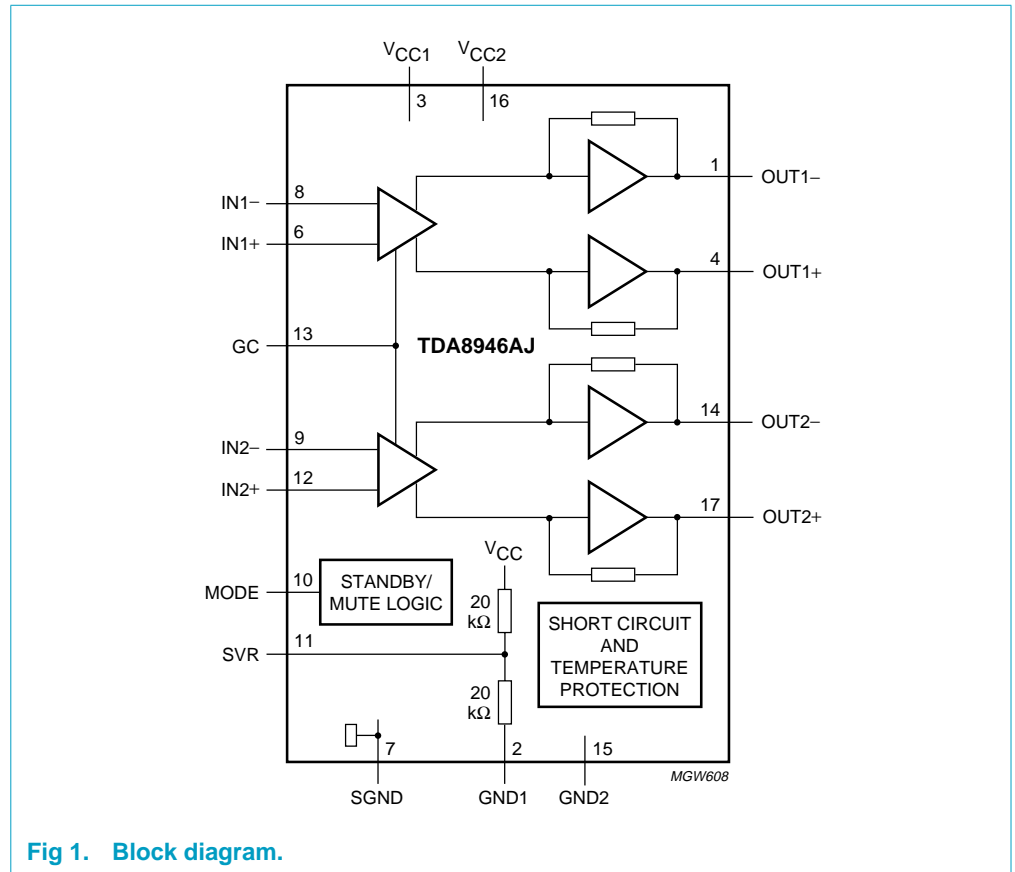 VCC1
VCC2
3
16
1
OUT1−
IN1−
8
IN1+
6
4
OUT1+
GC
13
TDA8946AJ
14
OUT2−
IN2−
9
IN2+
12
17
OUT2+
VCC
MODE
10
STANDBY/
MUTE LOGIC
20
kΩ
SHORT CIRCUIT
AND
TEMPERATURE
PROTECTION
SVR
11
20
kΩ
7
2
15
MGW608
SGND
GND1
GND2
Fig 1. Block diagram.